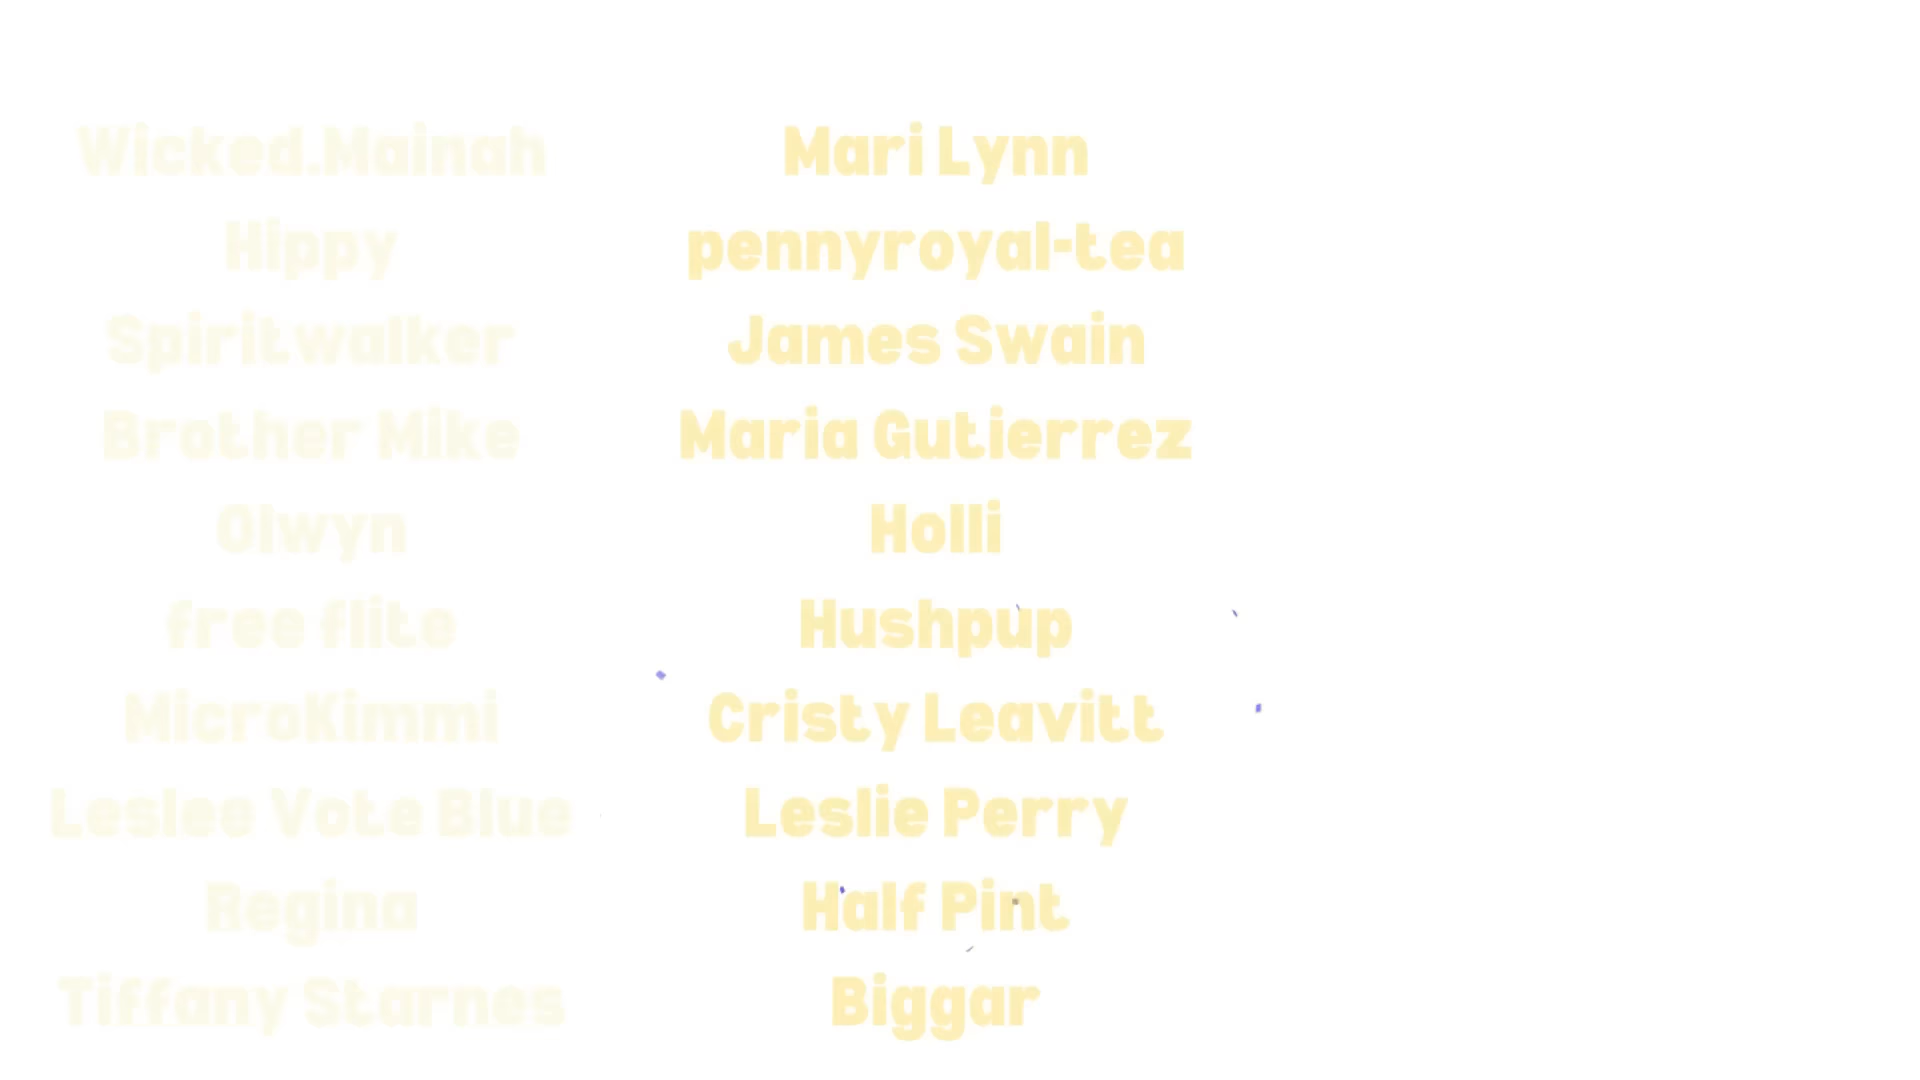 Wicked.Mainah
Hippy
Spiritwalker
Brother Mike
Olwyn
free flite
MicroKimmi
Leslee Vote Blue
Regina
Tiffany Starnes
Mari Lynn
pennyroyal-tea
James Swain
Maria Gutierrez
Holli
Hushpup
Cristy Leavitt
Leslie Perry
Half Pint
Biggar